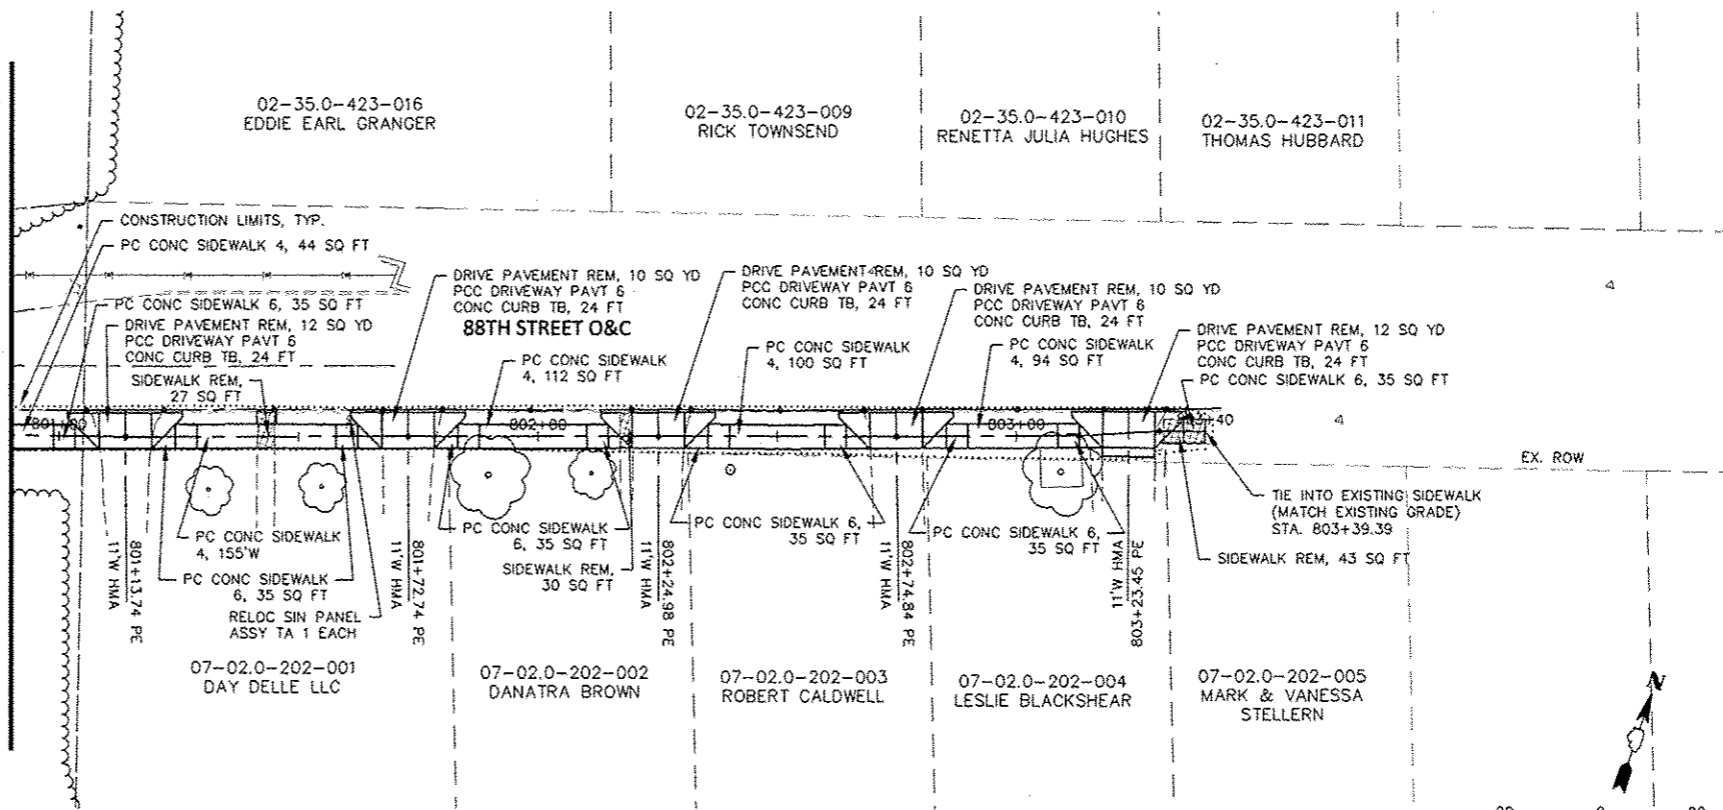 02-35.0-423-016
EDDIE EARL GRANGER
02-35.0-423-009
RICK TOWNSEND
02-35.0-423-010
RENETTA JULIA HUGHES
02-35.0-423-011
THOMAS HUBBARD
CONSTRUCTION LIMITS, TYP.
PC CONC SIDEWALK 4, 44 SQ FT
PC CONC SIDEWALK 6, 35 SQ FT
DRIVE PAVEMENT REM, 12 SQ YD
PCC DRIVEWAY PAVT 6
CONC CURB TB, 24 FT
SIDEWALK REM,
27 SQ FT
DRIVE PAVEMENT REM, 10 SQ YD
PCC DRIVEWAY PAVT 6
CONC CURB TB, 24 FT
88TH STREET O&C
PC CONC SIDEWALK
4, 112 SQ FT
DRIVE PAVEMENT REM, 10 SQ YD
PCC DRIVEWAY PAVT 6
CONC CURB TB, 24 FT
PC CONC SIDEWALK
4, 100 SQ FT
DRIVE PAVEMENT REM, 10 SQ YD
PCC DRIVEWAY PAVT 6
CONC CURB TB, 24 FT
PC CONC SIDEWALK
4, 94 SQ FT
DRIVE PAVEMENT REM, 12 SQ YD
PCC DRIVEWAY PAVT 6
CONC CURB TB, 24 FT
PC CONC SIDEWALK 6, 35 SQ FT
801+00
802+00
803+00
803+40
EX. ROW
TIE INTO EXISTING SIDEWALK
(MATCH EXISTING GRADE)
STA. 803+39.39
SIDEWALK REM, 43 SQ FT
PC CONC SIDEWALK
4, 155'W
PC CONC SIDEWALK
6, 35 SQ FT
RELOC SIN PANEL
ASSY TA 1 EACH
PC CONC SIDEWALK
6, 35 SQ FT
SIDEWALK REM,
30 SQ FT
PC CONC SIDEWALK 6,
35 SQ FT
PC CONC SIDEWALK 6,
35 SQ FT
801+13.74 PE
11'W HMA
801+72.74 PE
11'W HMA
802+24.98 PE
11'W HMA
802+74.84 PE
11'W HMA
803+23.45 PE
11'W HMA
07-02.0-202-001
DAY DELLE LLC
07-02.0-202-002
DANATRA BROWN
07-02.0-202-003
ROBERT CALDWELL
07-02.0-202-004
LESLIE BLACKSHEAR
07-02.0-202-005
MARK & VANESSA
STELLERN
N